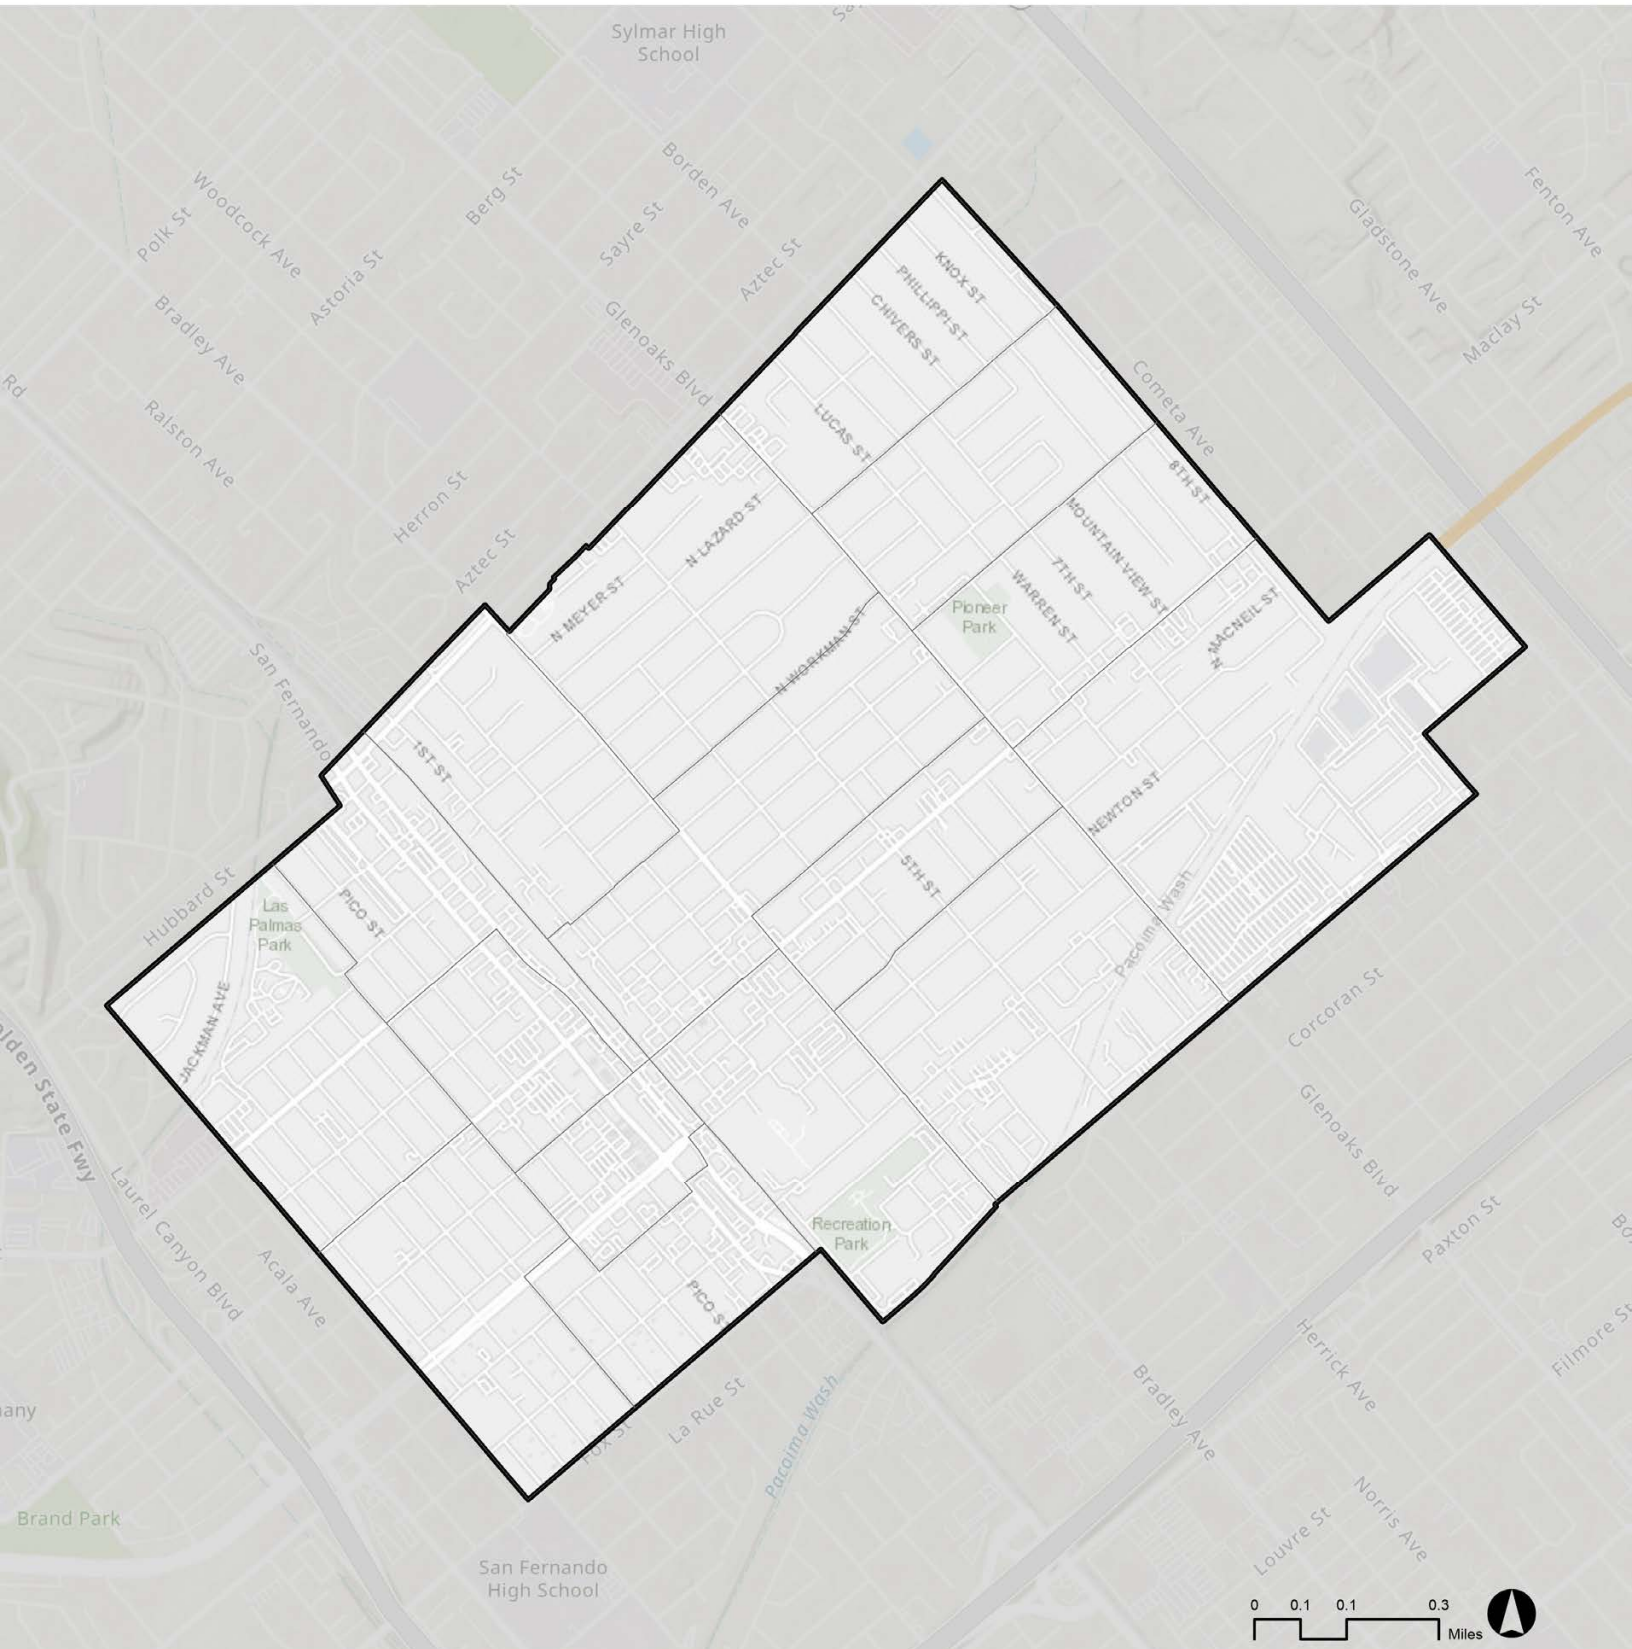 Sylmar High
School
Woodcock Ave
Polk St
Berg St
Borden Ave
Sayre St
Aztec St
Astoria St
Bradley Ave
Glenoaks Blvd
Fenton Ave
Gladstone Ave
Maclay St
Cometa Ave
Rd
Ralston Ave
Herron St
Aztec St
KNOX ST
PHILLIPPI ST
CHIVERS ST
LUCAS ST
8TH ST
MOUNTAIN VIEW ST
7TH ST
WARREN ST
Pioneer
Park
N MACNEIL ST
N LAZARD ST
N MEYER ST
N WORKMAN ST
San Fernando
1ST ST
NEWTON ST
5TH ST
Pacoima Wash
Hubbard St
Las
Palmas
Park
PICO ST
JACKMAN AVE
Corcoran St
Glenoaks Blvd
lden State Fwy
Laurel Canyon Blvd
Acala Ave
Recreation
Park
PICO S
Paxton St
Filmore St
Herrick Ave
Bradley Ave
La Rue St
Fox St
Pacoima Wash
Norris Ave
Louvre St
Brand Park
San Fernando
High School
0 0.1 0.1 0.3
Miles